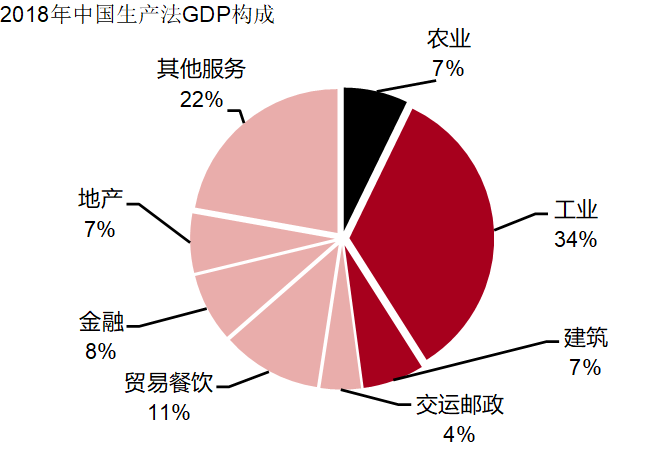 2018年中国生产法GDP构成
农业
7%
其他服务
22%
地产
7%
工业
34%
金融
8%
建筑
7%
贸易餐饮
11%
交运邮政
4%